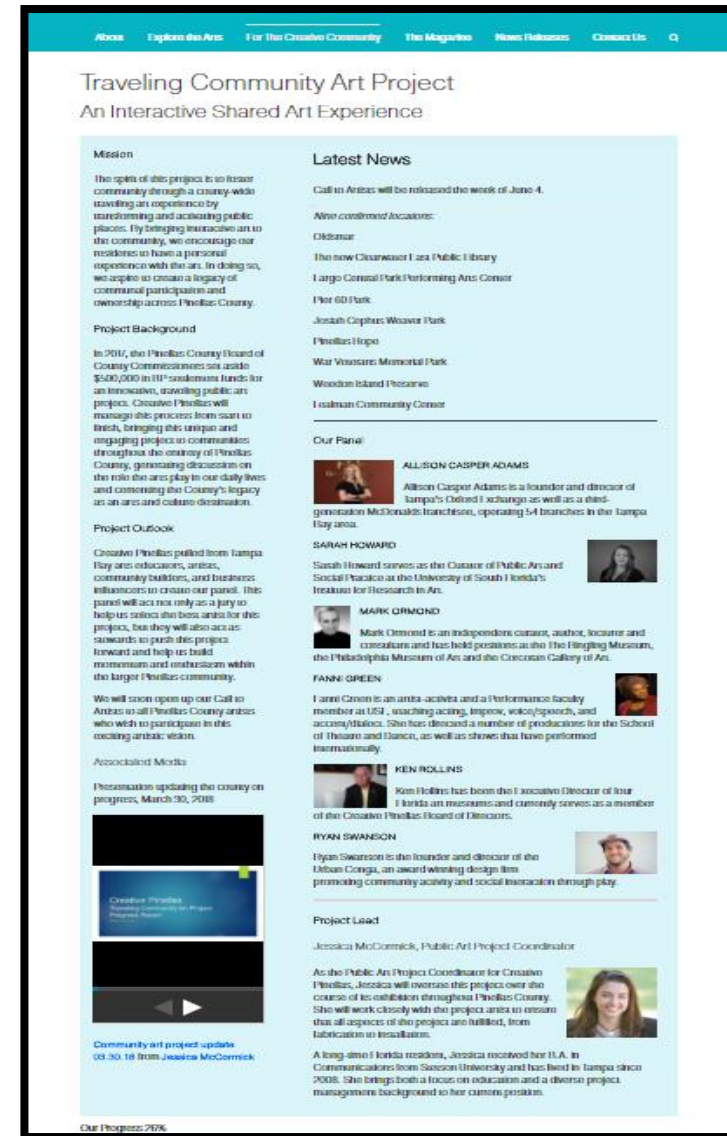 About Explore the Arts For The Creative Community The Magazine News Releases Contact Us
Traveling Community Art Project
An Interactive Shared Art Experience
Mission
The spirit of this project is to foster
community through a county-wide
traveling art experience by
transforming and activating public
places. By bringing interactive art to
the community, we encourage our
residents to have a personal
experience with the art. In doing so,
we aspire to create a legacy of
communal participation and
ownership across Pinellas County.
Project Background
In 2017, the Pinellas County Board of
County Commissioners set aside
$500,000 in BP settlement funds for
an innovative, traveling public art
project. Creative Pinellas will
manage this process from start to
finish, bringing this unique and
engaging project to communities
throughout the entirety of Pinellas
County, generating discussion on
the role the arts play in our daily lives
and cementing the County's legacy
as an arts and culture destination.
Project Outlook
Creative Pinellas pulled from Tampa
Bay arts educators, artists,
community builders, and business
influencers to create our panel. This
panel will act not only as a jury to
help us select the best artist for this
project, but they will also act as
stewards to push this project
forward and help us build
momentum and enthusiasm within
the larger Pinellas community.
We will soon open up our Call to
Artists to all Pinellas County artists
who wish to participate in this
exciting artistic vision.
Associated Media
Presentation updating the county on
progress, March 30, 2018
Creative Pinellas
Traveling Community Art Project
Progress Report
Community art project update
03.30.18 from Jessica McCormick
Latest News
Call to Artists will be released the week of June 4.
Nine confirmed locations:
Oldsmar
The new Clearwater East Public Library
Largo Central Park Performing Arts Center
Pier 60 Park
Josiah Cephus Weaver Park
Pinellas Hope
War Veterans Memorial Park
Weedon Island Preserve
Lealman Community Center
Our Panel
ALLISON CASPER ADAMS
Allison Casper Adams is a founder and director of
Tampa's Oxford Exchange as well as a third-
generation McDonalds franchisee, operating 54 branches in the Tampa
Bay area.
SARAH HOWARD
Sarah Howard serves as the Curator of Public Art and
Social Practice at the University of South Florida's
Institute for Research in Art.
MARK ORMOND
Mark Ormond is an independent curator, author, lecturer and
consultant and has held positions at the The Ringling Museum,
the Philadelphia Museum of Art and the Corcoran Gallery of Art.
FANNI GREEN
Fanni Green is an artist-activist and a Performance faculty
member at USF, teaching acting, improv, voice/speech, and
accent/dialect. She has directed a number of productions for the School
of Theatre and Dance, as well as shows that have performed
internationally.
KEN ROLLINS
Ken Rollins has been the Executive Director of four
Florida art museums and currently serves as a member
of the Creative Pinellas Board of Directors.
RYAN SWANSON
Ryan Swanson is the founder and director of the
Urban Conga, an award winning design firm
promoting community activity and social interaction through play.
Project Lead
Jessica McCormick, Public Art Project Coordinator
As the Public Art Project Coordinator for Creative
Pinellas, Jessica will oversee this project over the
course of its exhibition throughout Pinellas County.
She will work closely with the project artist to ensure
that all aspects of the project are fulfilled, from
fabrication to installation.
A long-time Florida resident, Jessica received her B.A. in
Communications from Stetson University and has lived in Tampa since
2008. She brings both a focus on education and a diverse project
management background to her current position.
Our Progress 26%